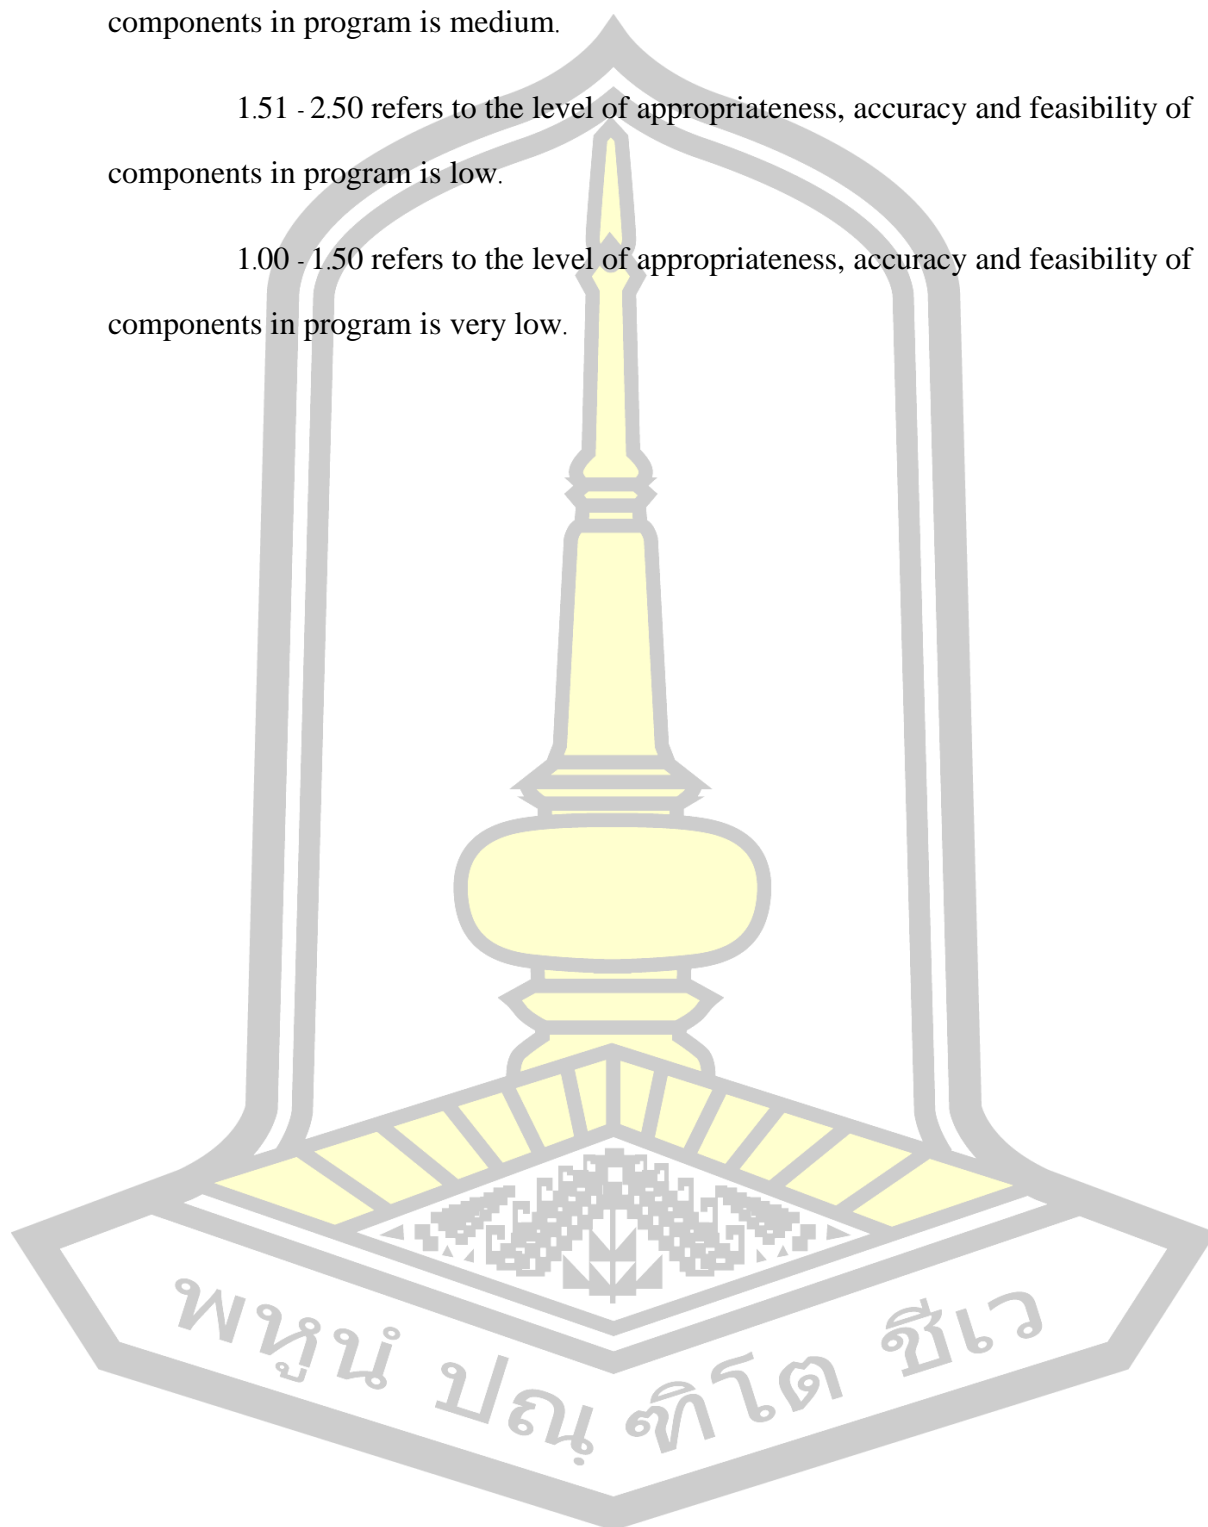 components in program is medium.
1.51 - 2.50 refers to the level of appropriateness, accuracy and feasibility of
components in program is low.
1.00 - 1.50 refers to the level of appropriateness, accuracy and feasibility of
components in program is very low.
พหูนํ ปณฺ ฑิโต ชีเว